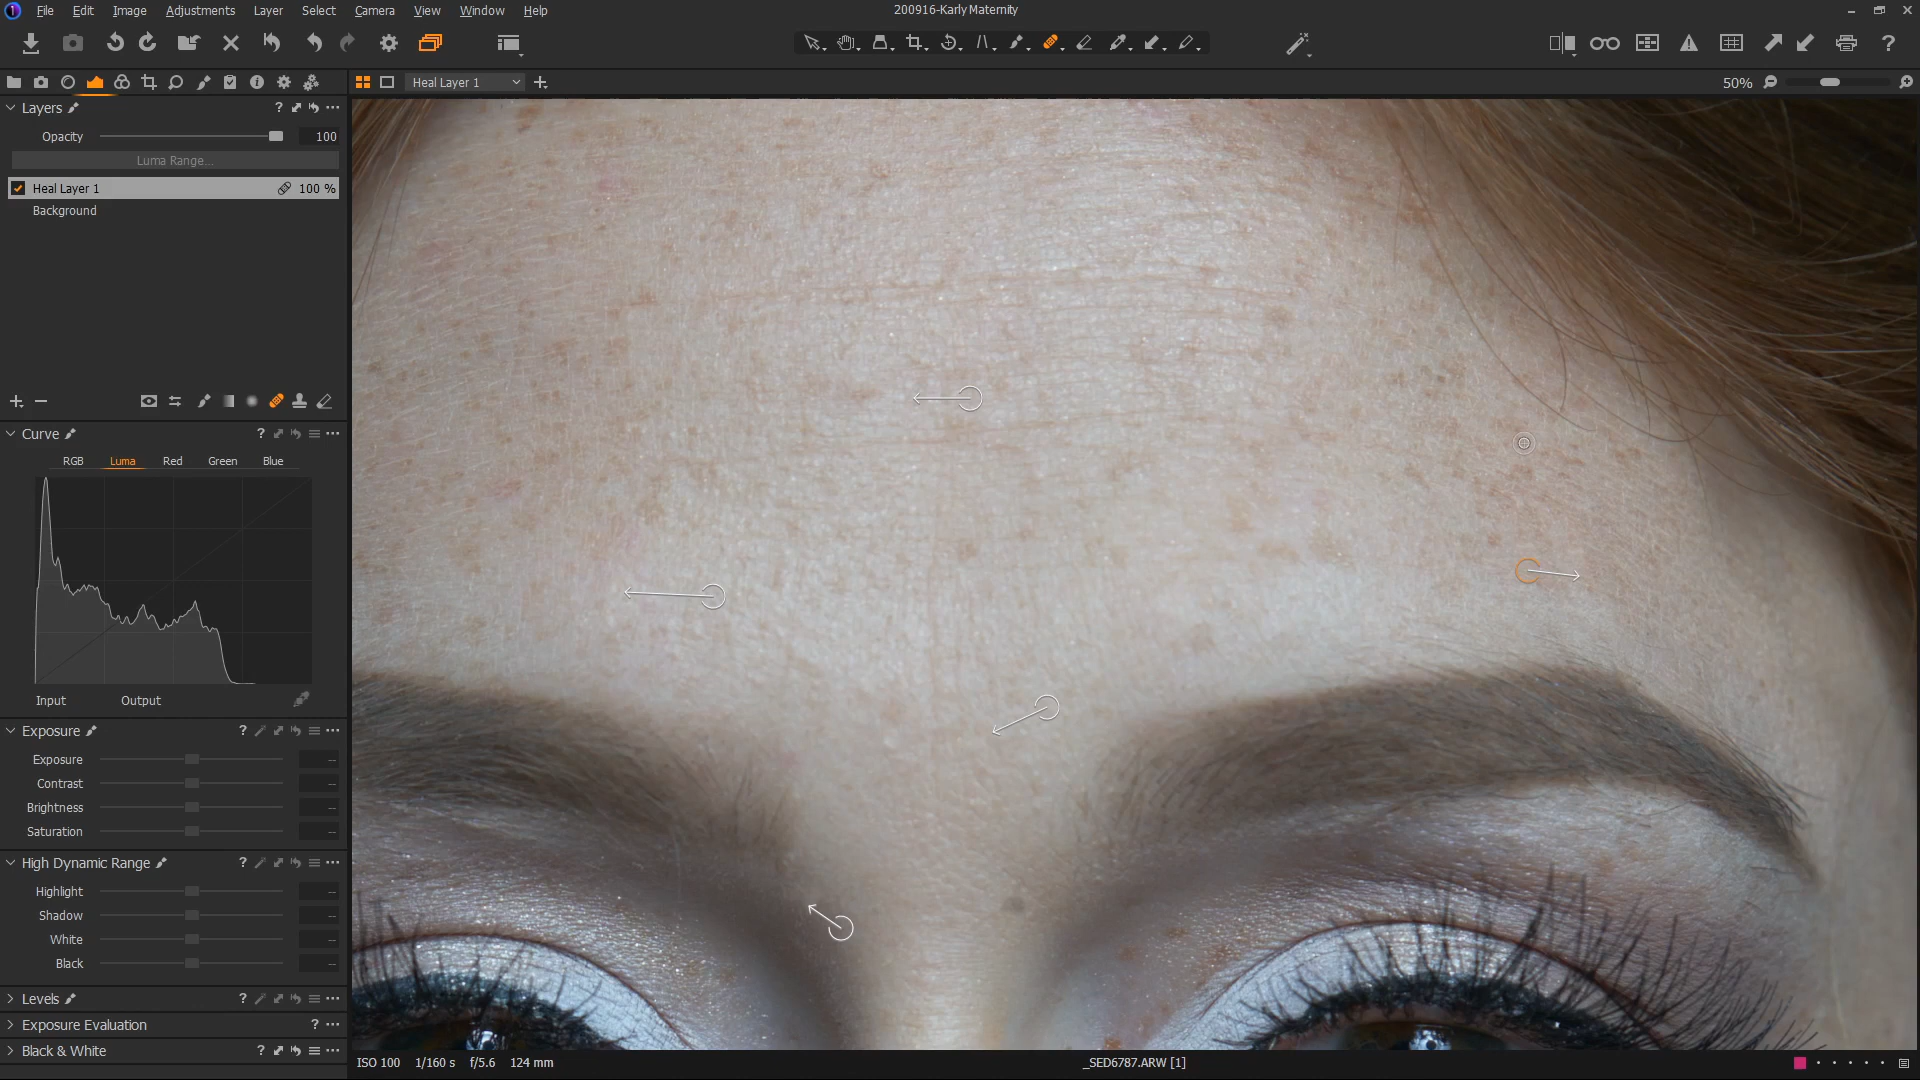 File Edit Image Adjustments Layer Select Camera View Window Help
200916-Karly Maternity
Heal Layer 1
50%
Layers
?
Opacity 100
Luma Range...
Heal Layer 1 100 %
Background
Curve
?
RGB Luma Red Green Blue
Input Output
Exposure
?
Exposure --
Contrast --
Brightness --
Saturation --
High Dynamic Range
?
Highlight --
Shadow --
White --
Black --
Levels
?
Exposure Evaluation
?
Black & White
?
ISO 100 1/160 s f/5.6 124 mm
_SED6787.ARW [1]